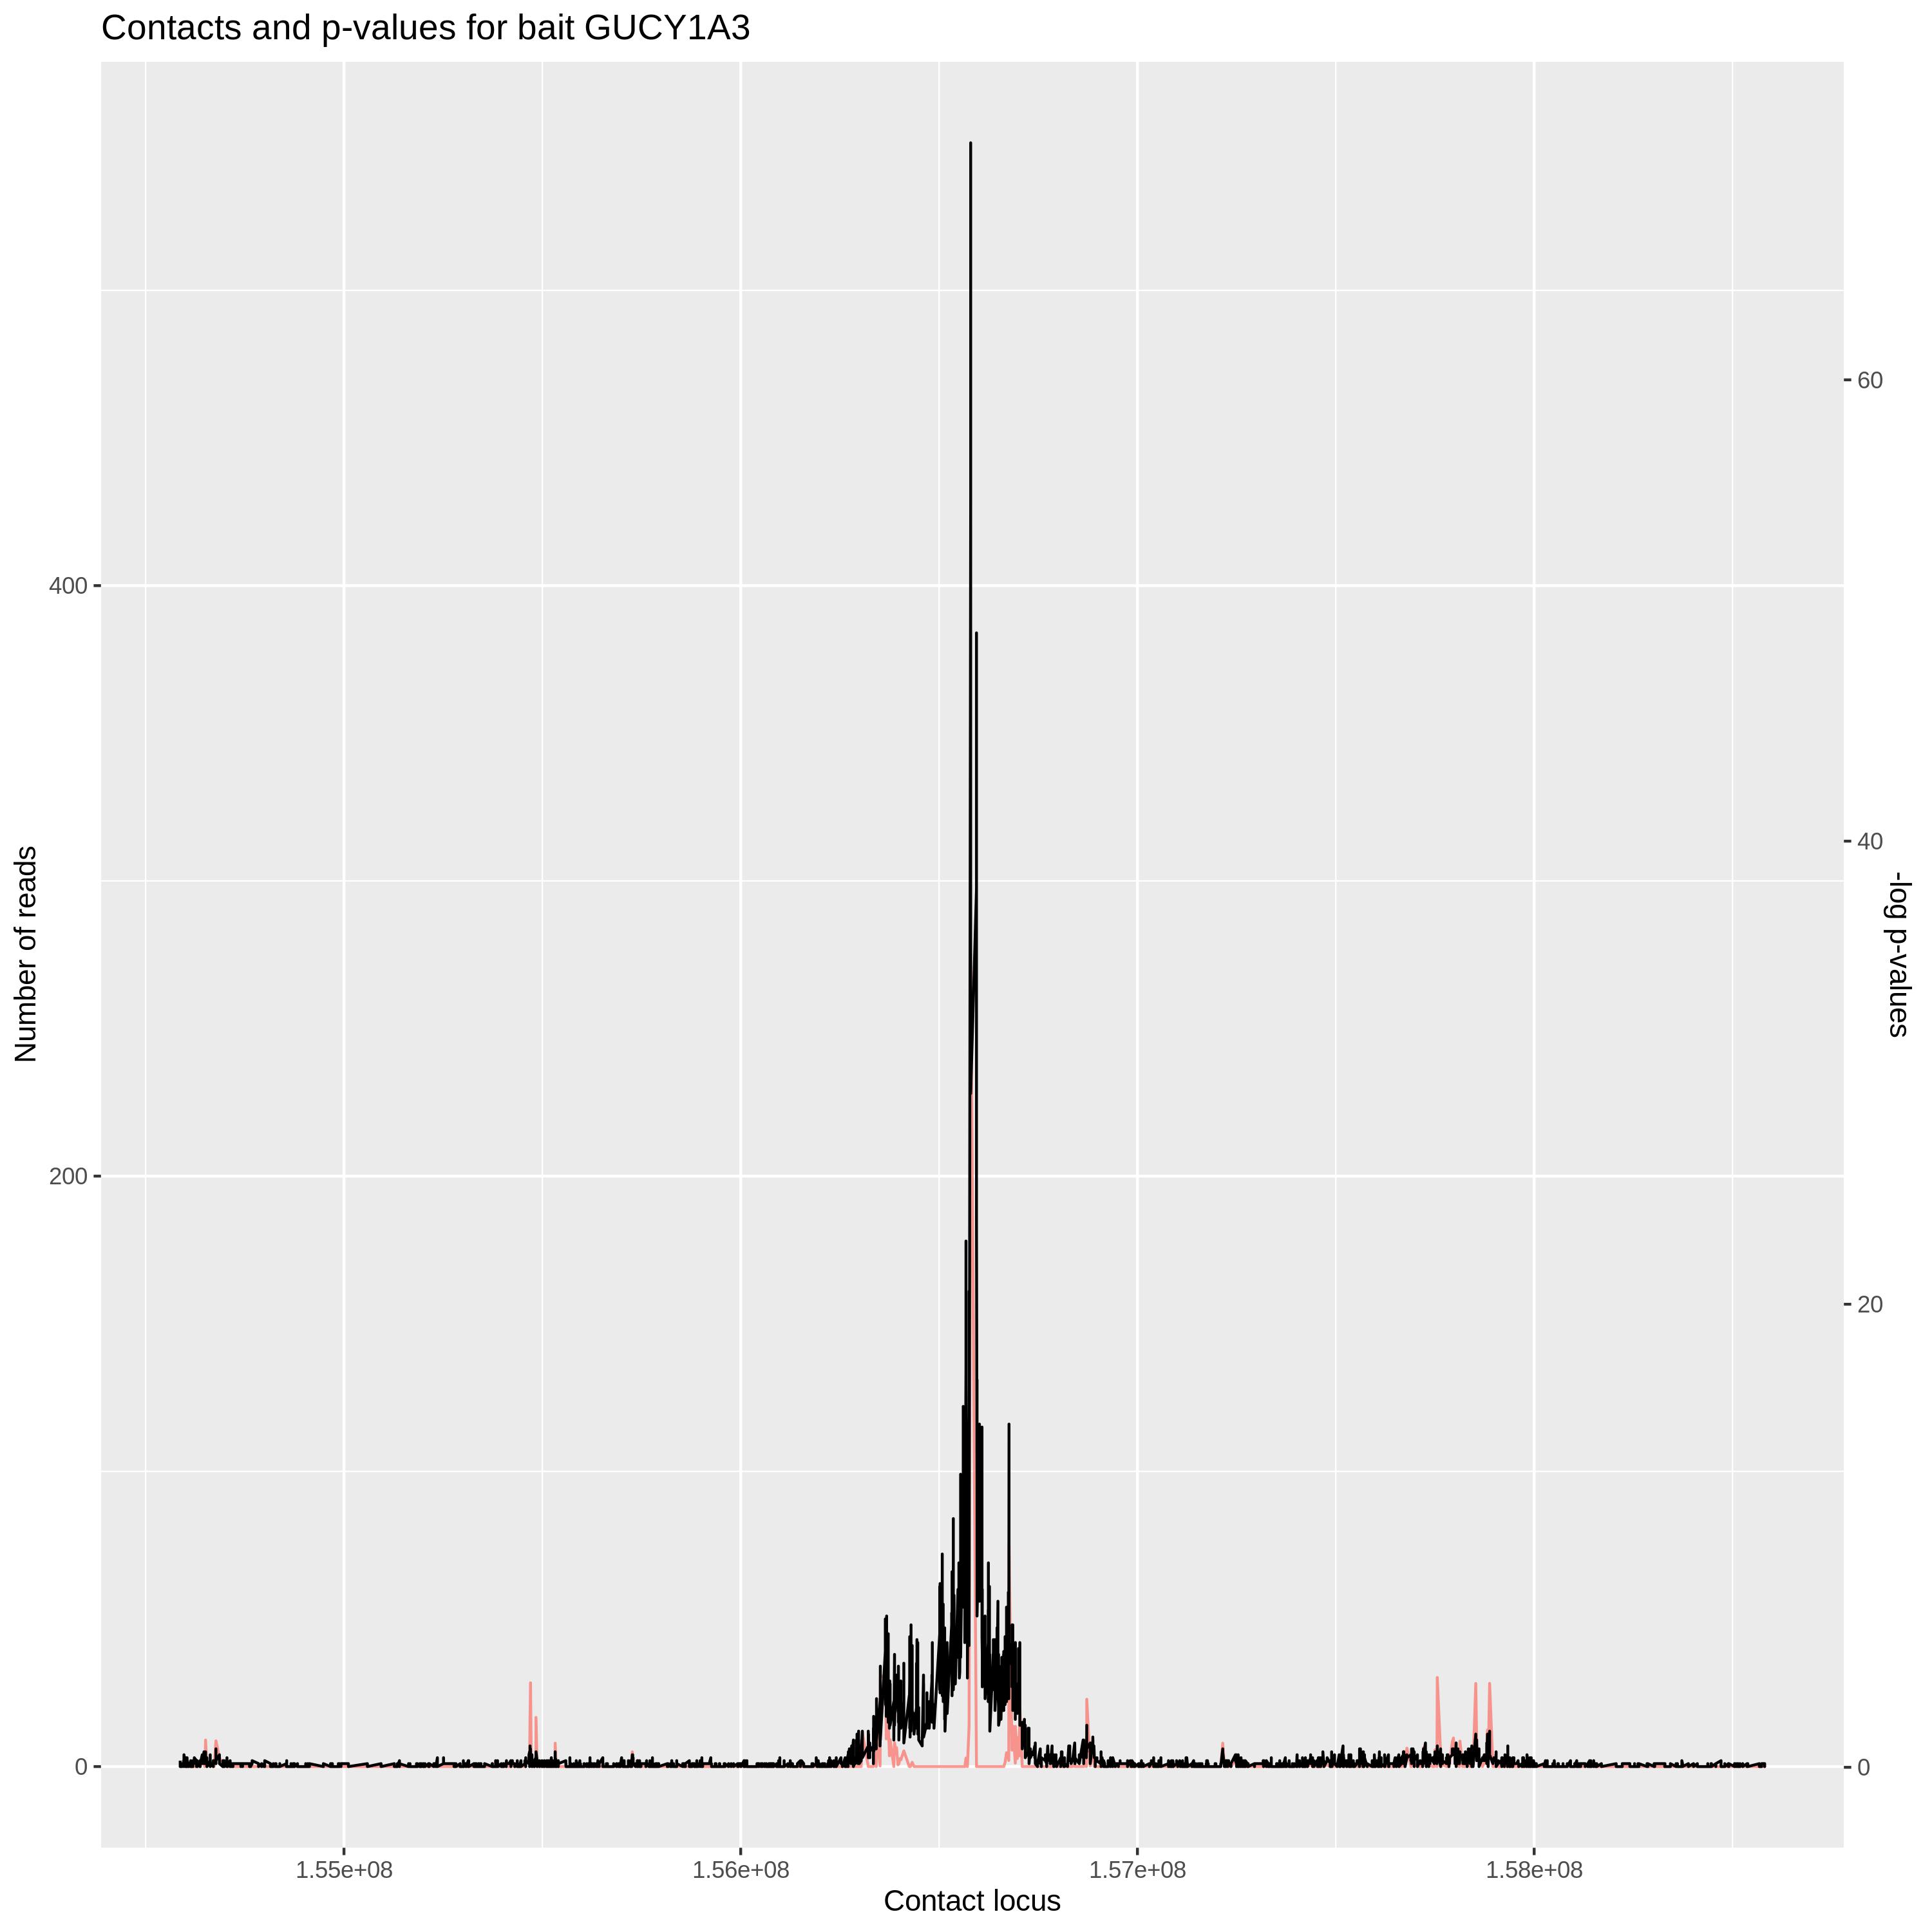 Contacts and p-values for bait GUCY1A3
Number of reads
400
200
0
60
40
20
0
-log p-values
1.55e+08
1.56e+08
1.57e+08
1.58e+08
Contact locus